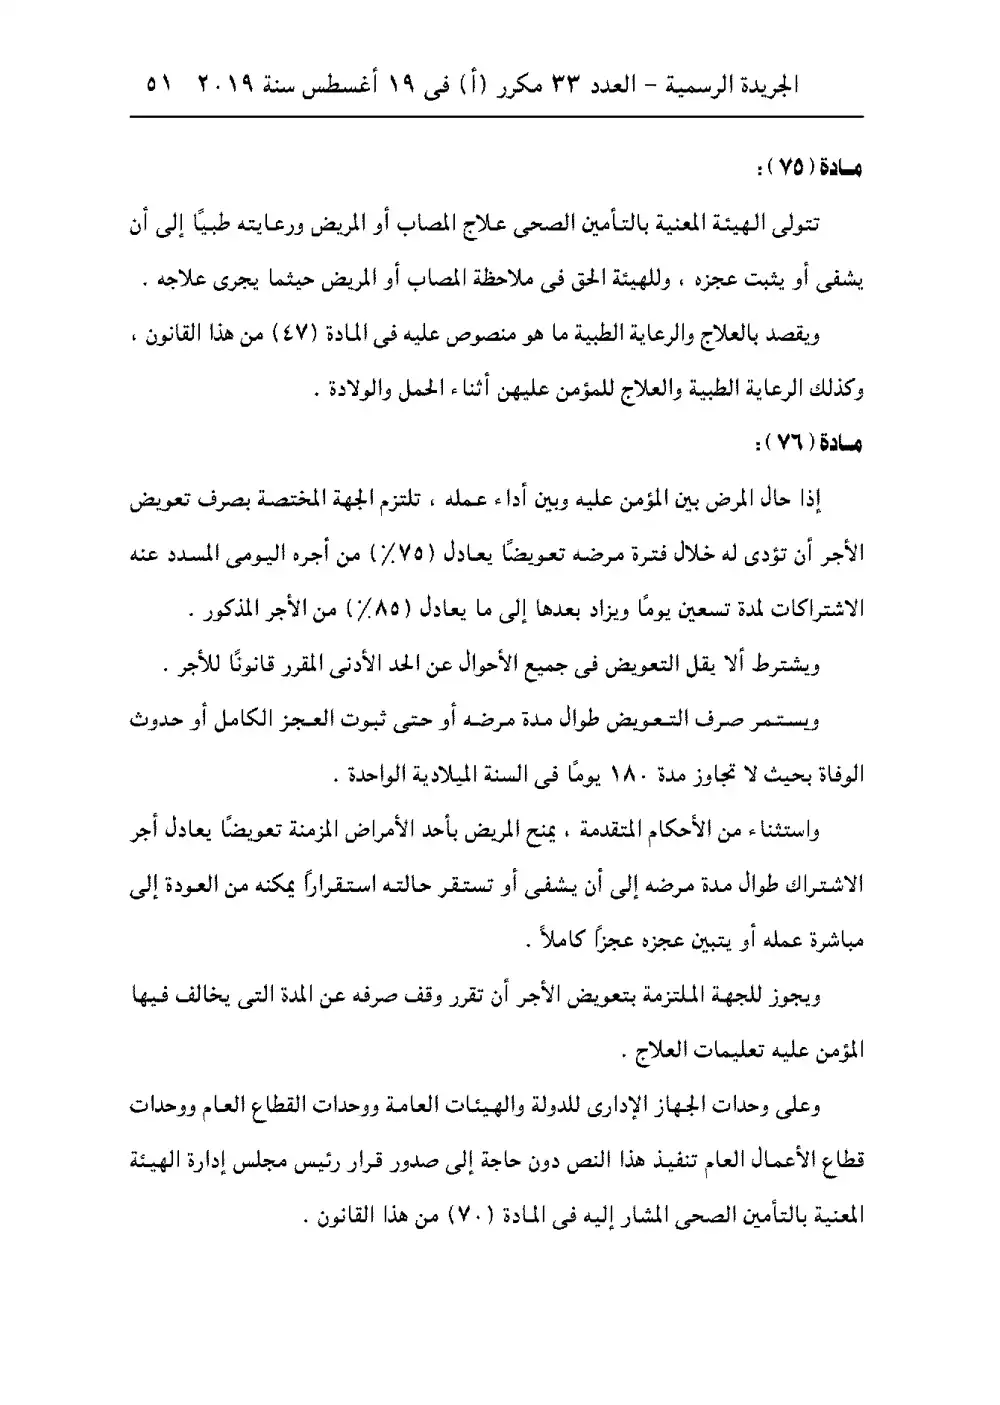 الجريدة الرسمية – العدد ٣٣ مكرر (أ) فى ١٩ أغسطس سنة ٢٠١٩ ٥١
مادة (٧٥):
تتولى الهيئة المعنية بالتأمين الصحى علاج المصاب أو المريض ورعايته طبيًا إلى أن
يشفى أو يثبت عجزه ، وللهيئة الحق فى ملاحظة المصاب أو المريض حيثما يجرى علاجه .
ويقصد بالعلاج والرعاية الطبية ما هو منصوص عليه فى المادة (٤٧) من هذا القانون ،
وكذلك الرعاية الطبية والعلاج للمؤمن عليهن أثناء الحمل والولادة .
مادة (٧٦):
إذا حال المرض بين المؤمن عليه وبين أداء عمله ، تلتزم الجهة المختصة بصرف تعويض
الأجر أن تؤدى له خلال فترة مرضه تعويضًا يعادل (٧٥٪) من أجره اليومى المسدد عنه
الاشتراكات لمدة تسعين يومًا ويزاد بعدها إلى ما يعادل (٨٥٪) من الأجر المذكور .
ويشترط ألا يقل التعويض فى جميع الأحوال عن الحد الأدنى المقرر قانونًا للأجر .
ويستمر صرف التعويض طوال مدة مرضه أو حتى ثبوت العجز الكامل أو حدوث
الوفاة بحيث لا تجاوز مدة ١٨٠ يومًا فى السنة الميلادية الواحدة .
واستثناء من الأحكام المتقدمة ، يمنح المريض بأحد الأمراض المزمنة تعويضًا يعادل أجر
الاشتراك طوال مدة مرضه إلى أن يشفى أو تستقر حالته استقرارًا يمكنه من العودة إلى
مباشرة عمله أو يتبين عجزه عجزًا كاملاً .
ويجوز للجهة الملتزمة بتعويض الأجر أن تقرر وقف صرفه عن المدة التى يخالف فيها
المؤمن عليه تعليمات العلاج .
وعلى وحدات الجهاز الإدارى للدولة والهيئات العامة ووحدات القطاع العام ووحدات
قطاع الأعمال العام تنفيذ هذا النص دون حاجة إلى صدور قرار رئيس مجلس إدارة الهيئة
المعنية بالتأمين الصحى المشار إليه فى المادة (٧٠) من هذا القانون .